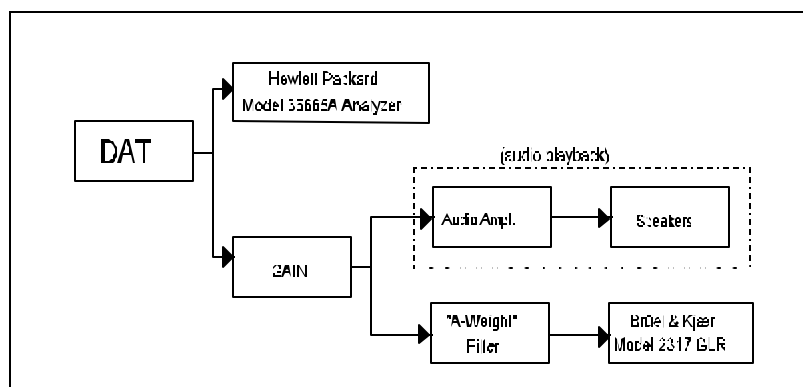 Hewlett Packard
Model 35665A Analyzer
DAT
(audio playback)
Audio Ampl.
Speakers
GAIN
"A-Weight"
Filter
Brüel & Kjær
Model 2317 GLR